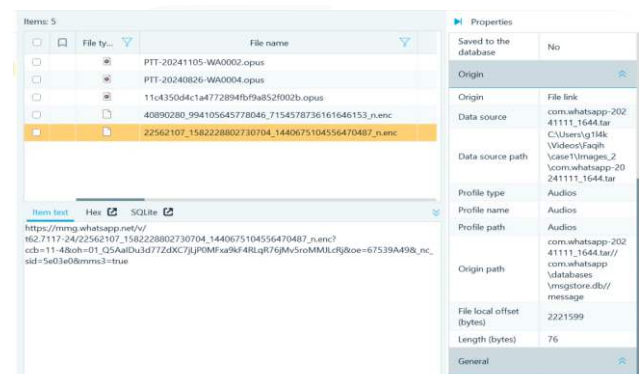 Items: 5
File ty...
File name
PTT-20241105-WA0002.opus
PTT-20240826-WA0004.opus
11c4350d4c1a4772894fbf9a852f002b.opus
40890280_994105645778046_7154578736161646153_n.enc
22562107_1582228802730704_1440675104556470487_n.enc
Item text Hex SQLite
https://mmg.whatsapp.net/v/
t62.7117-24/22562107_1582228802730704_1440675104556470487_n.enc?
ccb=11-4&oh=01_Q5AaIDu3d77ZdXC7jLjP0MFxa9kF4RLqR76jMv5roMMJLcRj&oe=67539A49&_nc_
sid=5e03e0&mms3=true
Properties
Saved to the
database
No
Origin
Origin File link
Data source
com.whatsapp-202
41111_1644.tar
Data source path
C:\Users\g1l4k
\Videos\Faqih
\case1\Images_2
\com.whatsapp-20
241111_1644.tar
Profile type Audios
Profile name Audios
Profile path Audios
Origin path
com.whatsapp-202
41111_1644.tar//
com.whatsapp
\databases
\msgstore.db//
message
File local offset
(bytes)
2221599
Length (bytes) 76
General